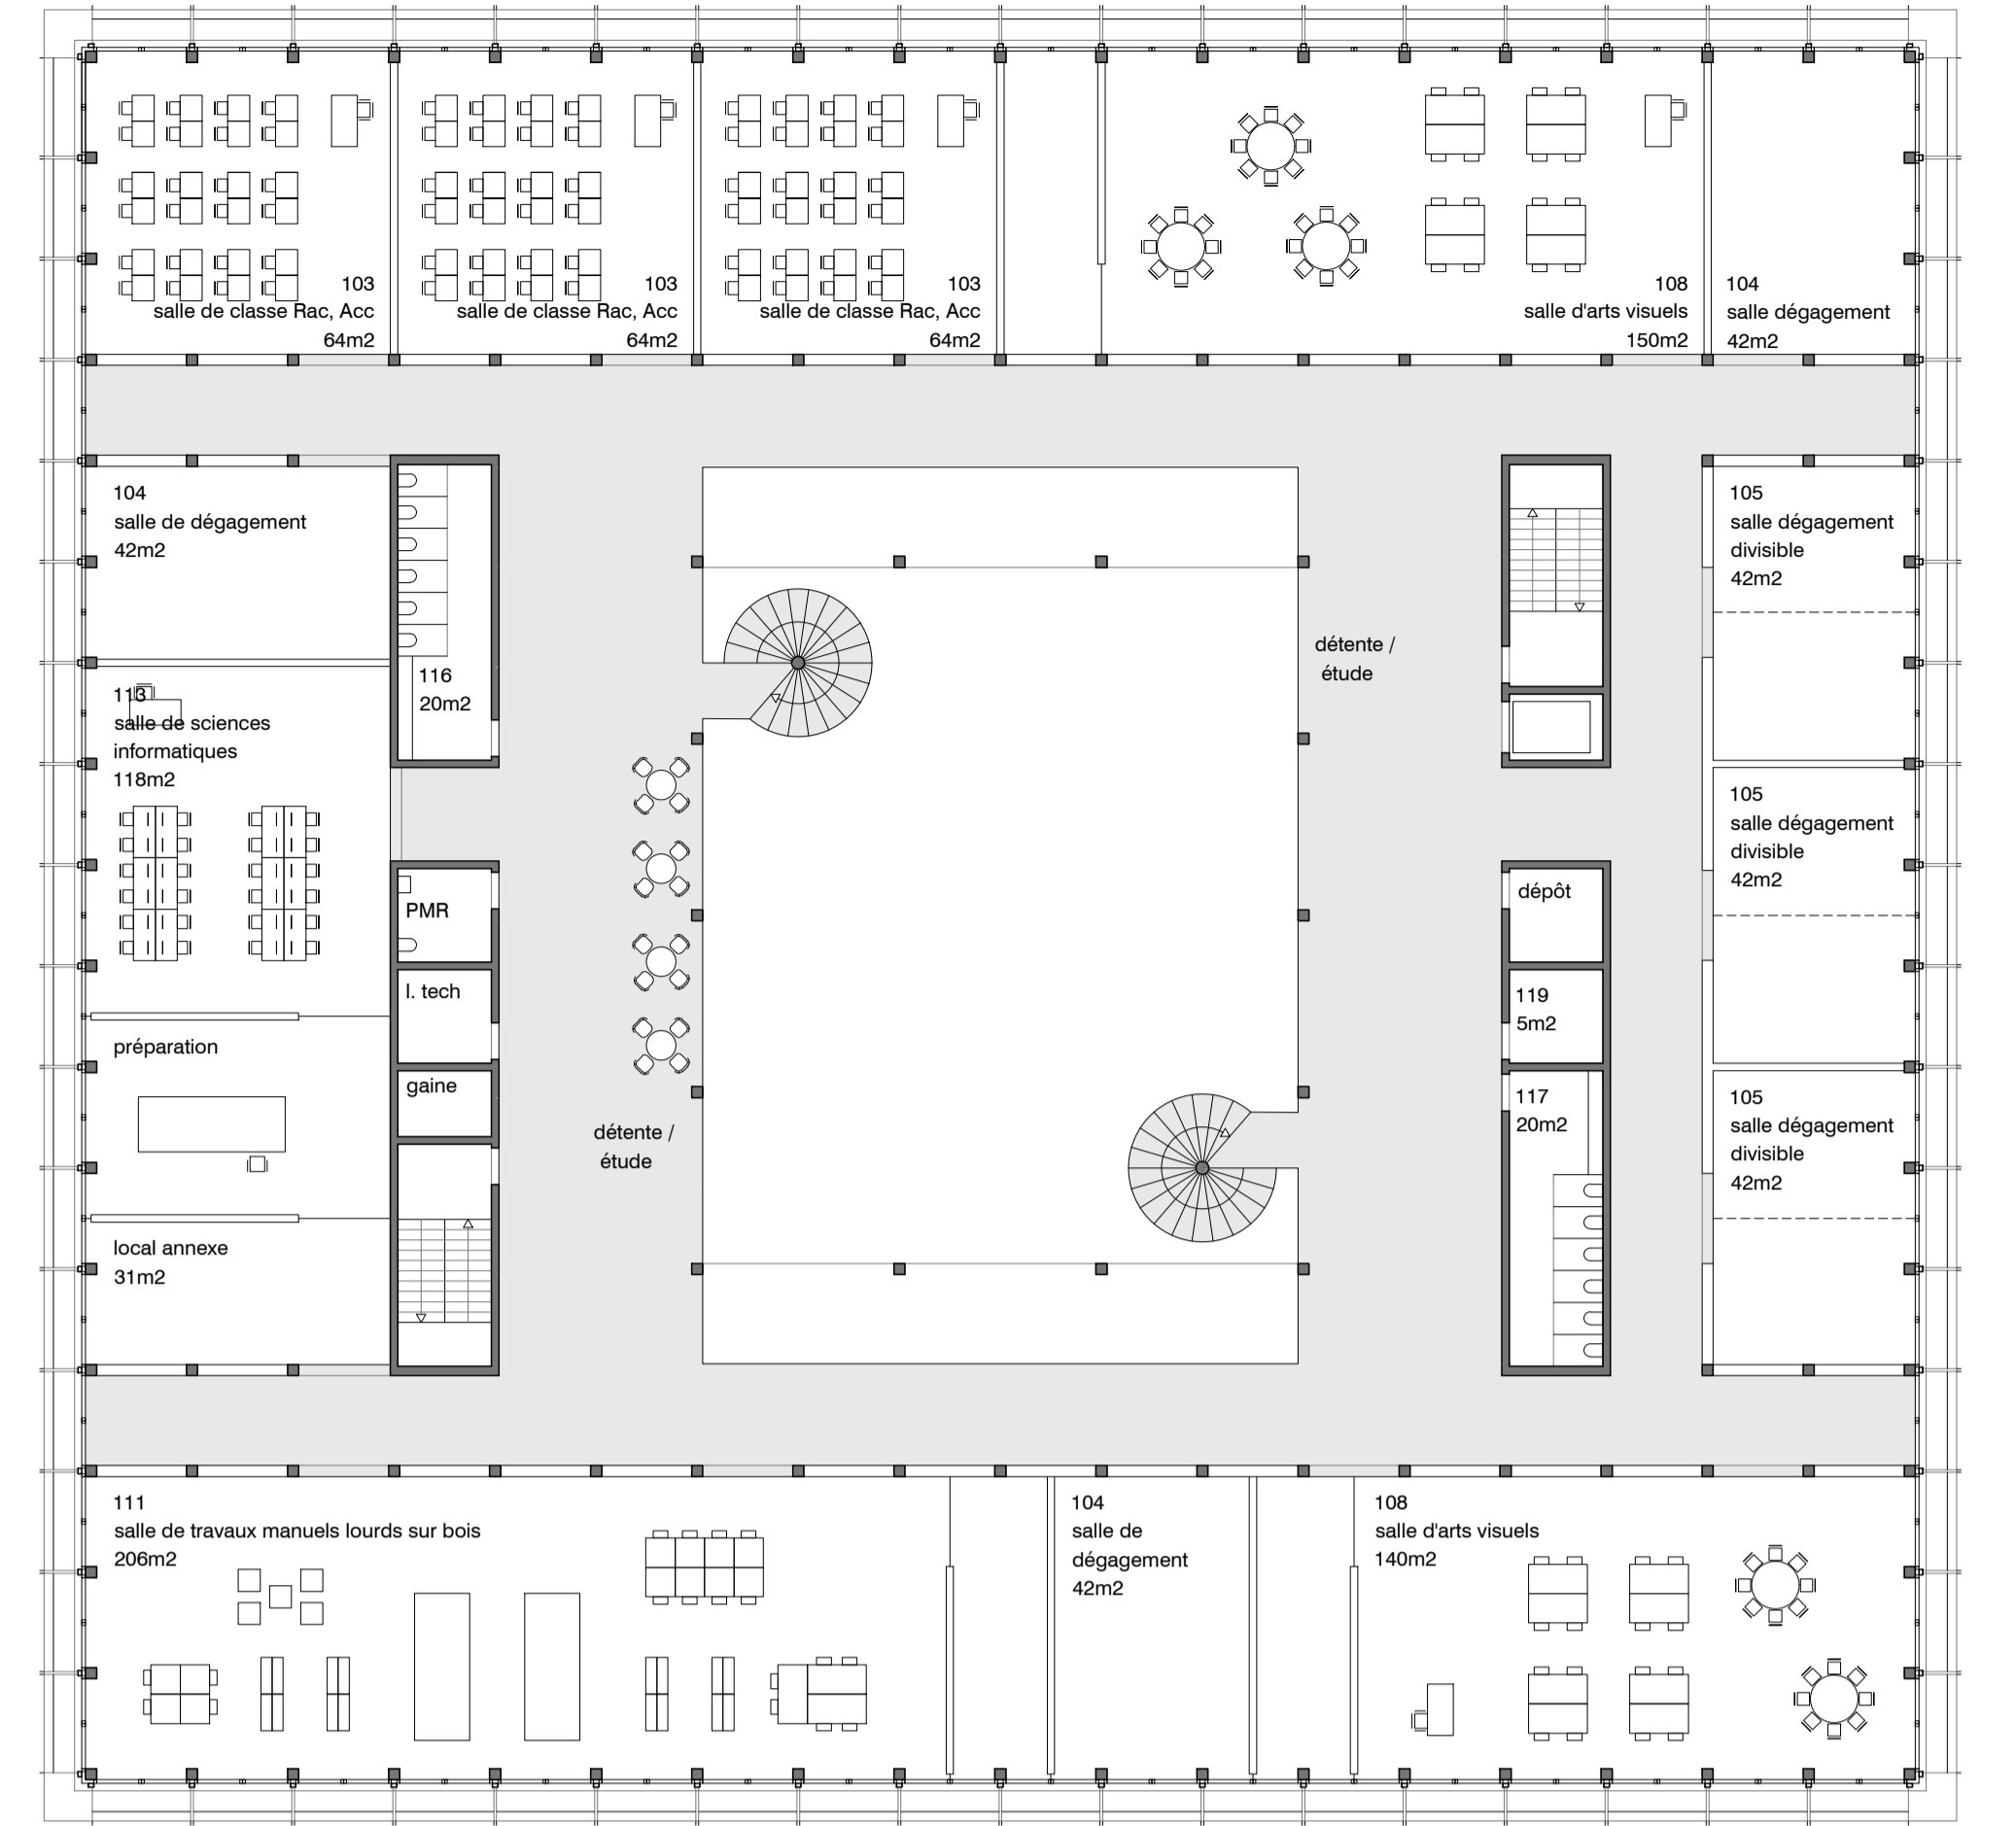 103
salle de classe Rac, Acc
64m2
103
salle de classe Rac, Acc
64m2
103
salle de classe Rac, Acc
64m2
108
salle d'arts visuels
150m2
104
salle dégagement
42m2
104
salle de dégagement
42m2
116
20m2
113
salle de sciences
informatiques
118m2
détente /
étude
105
salle dégagement
divisible
42m2
105
salle dégagement
divisible
42m2
PMR
l. tech
gaine
dépôt
119
5m2
117
20m2
105
salle dégagement
divisible
42m2
préparation
détente /
étude
local annexe
31m2
111
salle de travaux manuels lourds sur bois
206m2
104
salle de
dégagement
42m2
108
salle d'arts visuels
140m2